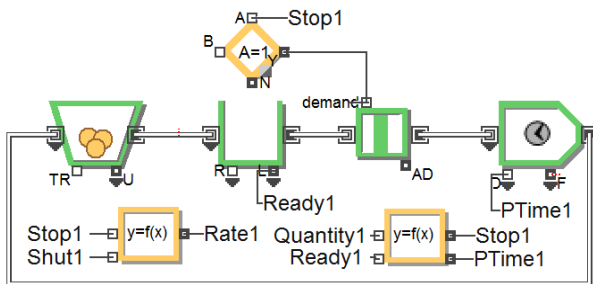 A
Stop1
B
A=1
Y
N
demand
TR
U
R
L
AD
D
F
Ready1
PTime1
Stop1
y=f(x)
Rate1
Shut1
Quantity1
y=f(x)
Stop1
Ready1
PTime1